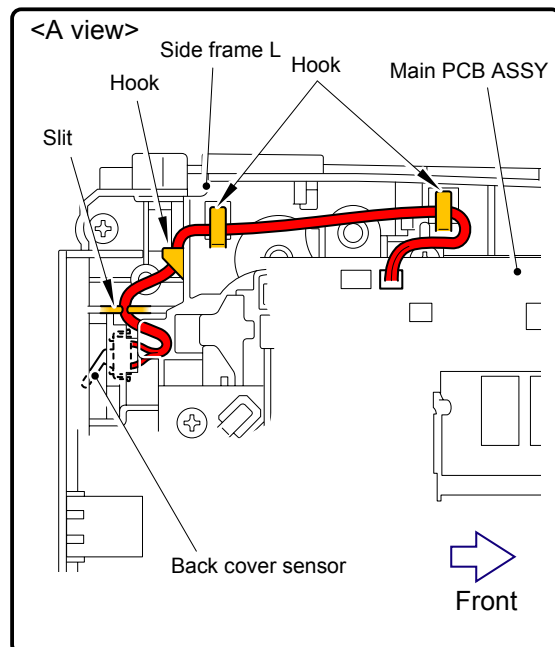 <A view>
Side frame L
Hook
Main PCB ASSY
Hook
Slit
Back cover sensor
Front